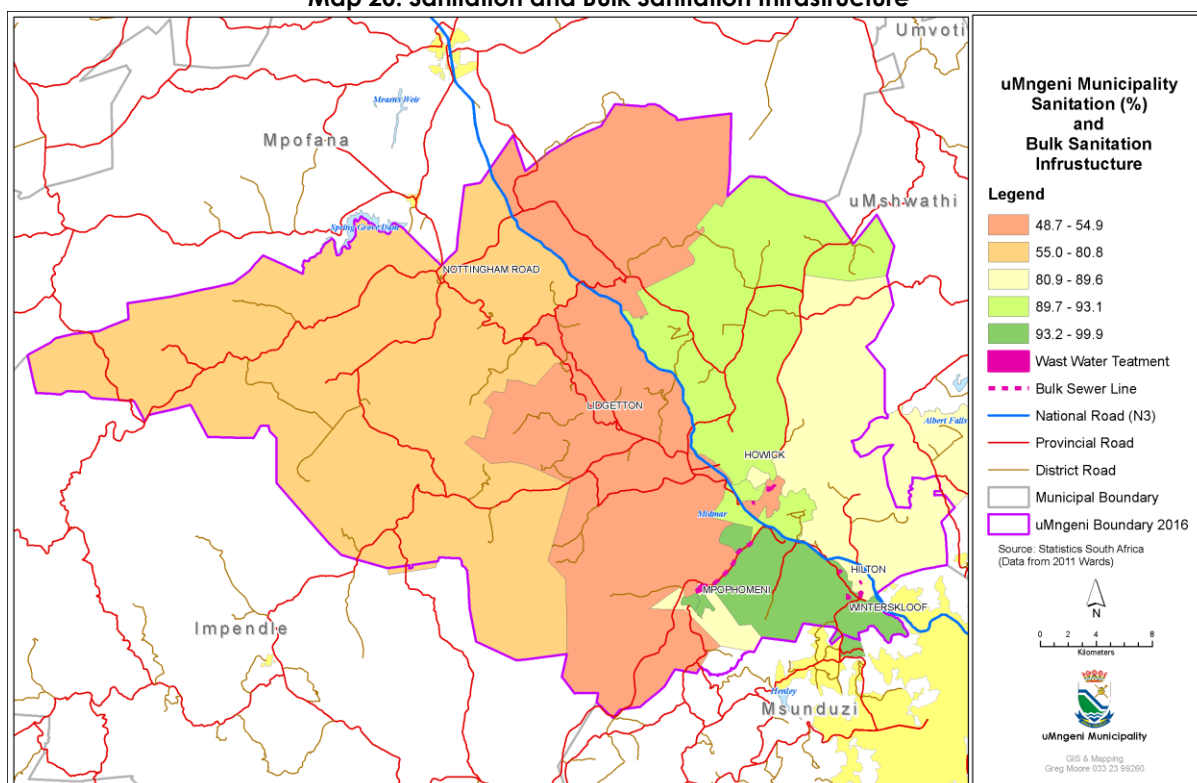 Map 20: Sanitation and Bulk Sanitation Infrastructure
Umvoti
Mearns Weir
Mpofana
uMshwathi
Spring Grove Dam
NOTTINGHAM ROAD
LIDGETTON
Albert Falls
HOWICK
Midmar
HILTON
MPOPHOMENI
WINTERSKLOOF
Impendle
Henley
Msunduzi
uMngeni Municipality
Sanitation (%)
and
Bulk Sanitation
Infrustucture
Legend
48.7 - 54.9
55.0 - 80.8
80.9 - 89.6
89.7 - 93.1
93.2 - 99.9
Wast Water Teatment
Bulk Sewer Line
National Road (N3)
Provincial Road
District Road
Municipal Boundary
uMngeni Boundary 2016
Source: Statistics South Africa
(Data from 2011 Wards)
N
0 2 4 8
Kilometers
uMngeni Municipality
GIS & Mapping
Greg Moore 033 23 99260